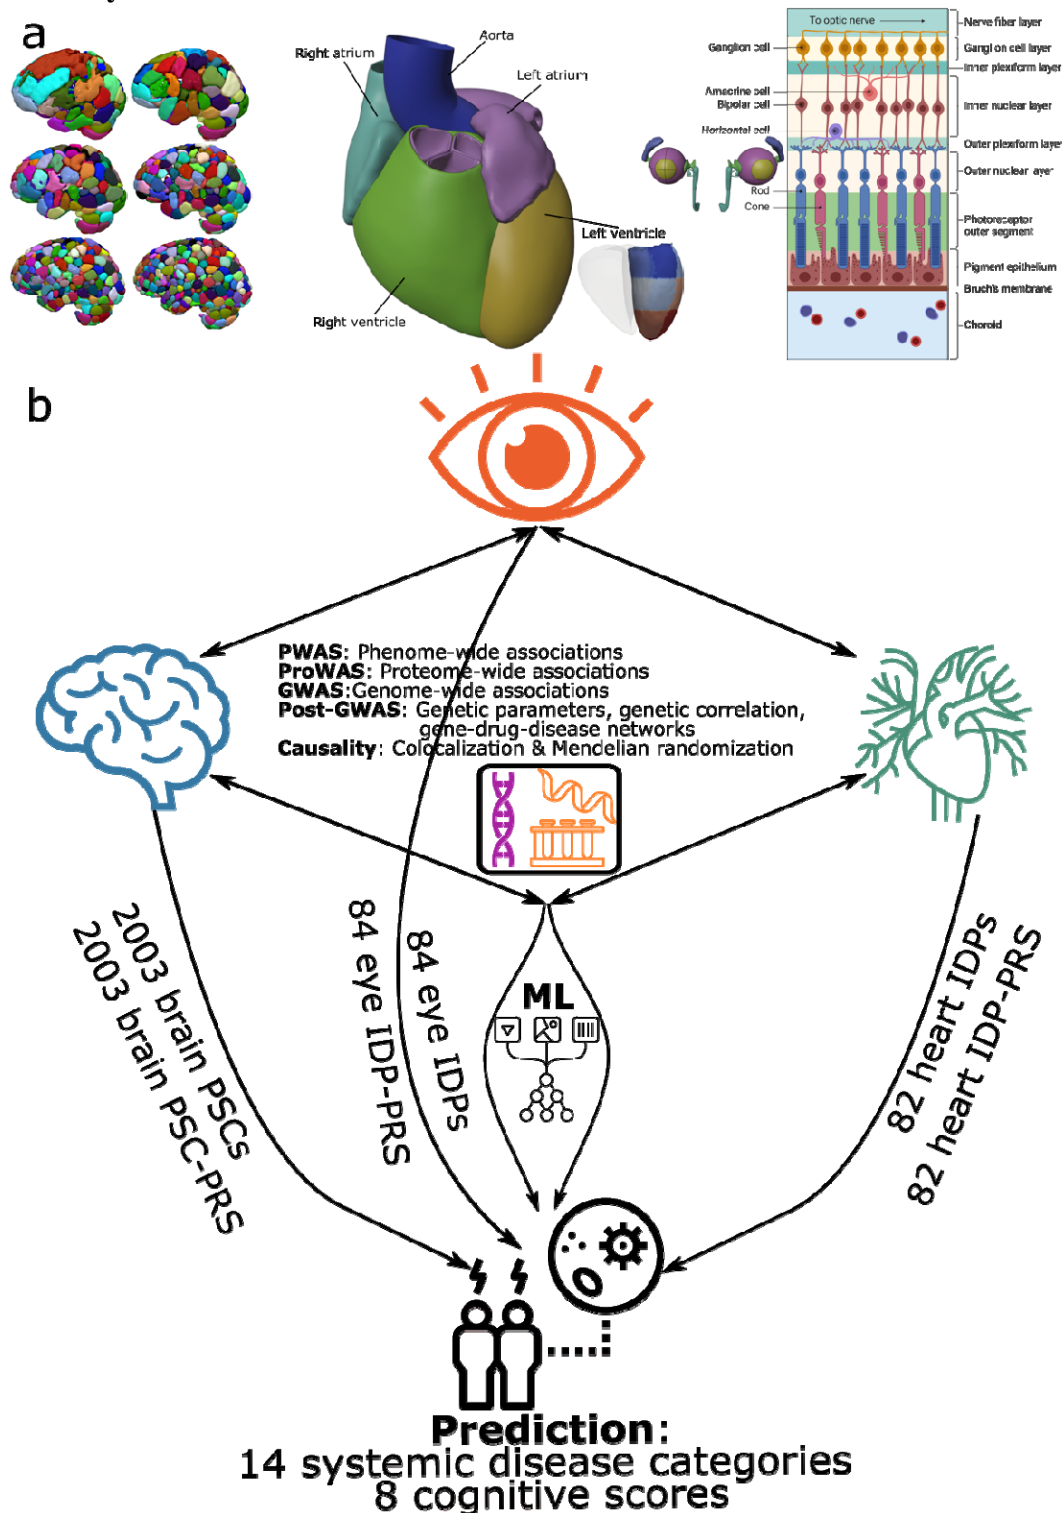 a
Right atrium
Aorta
Left atrium
Left ventricle
Right ventricle
To optic nerve
Ganglion cell
Amacrine cell
Bipolar cell
Horizontal cell
Rod
Cone
Nerve fiber layer
Ganglion cell layer
Inner plexiform layer
Inner nuclear layer
Outer plexiform layer
Outer nuclear layer
Photoreceptor
outer segment
Pigment epithelium
Bruch's membrane
Choroid
b
PWAS: Phenome-wide associations
ProWAS: Proteome-wide associations
GWAS:Genome-wide associations
Post-GWAS: Genetic parameters, genetic correlation,
gene-drug-disease networks
Causality: Colocalization & Mendelian randomization
2003 brain PSCs
2003 brain PSC-PRS
84 eye IDP-PRS
84 eye IDPs
ML
82 heart IDPs
82 heart IDP-PRS
Prediction:
14 systemic disease categories
8 cognitive scores